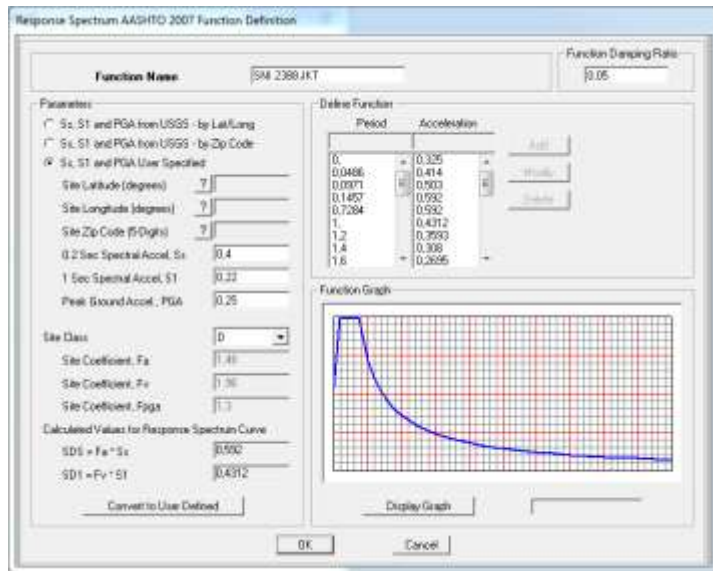 Response Spectrum AASHTO 2007 Function Definition
Function Damping Ratio
Function Name
SNI 2388 JKT
0.05
Parameters
Ss, S1 and PGA from USGS - by Lat/Long
Ss, S1 and PGA from USGS - by Zip Code
Ss, S1 and PGA User Specified
Site Latitude (degrees)
?
Site Longitude (degrees)
?
Site Zip Code (5-Digits)
?
0.2 Sec Spectral Accel, Ss
0,4
1 Sec Spectral Accel, S1
0,22
Peak Ground Accel., PGA
0,25
Site Class
D
Site Coefficient, Fa
1,48
Site Coefficient, Fv
1,96
Site Coefficient, Fpga
1,3
Calculated Values for Response Spectrum Curve
SDS = Fa * Ss
0,592
SD1 = Fv * S1
0,4312
Convert to User Defined
Define Function
Period
Acceleration
0,
0,325
0,0486
0,414
0,0971
0,503
0,1457
0,592
0,7284
0,592
1,
0,4312
1,2
0,3593
1,4
0,308
1,6
0,2695
Add
Modify
Delete
Function Graph
Display Graph
OK
Cancel